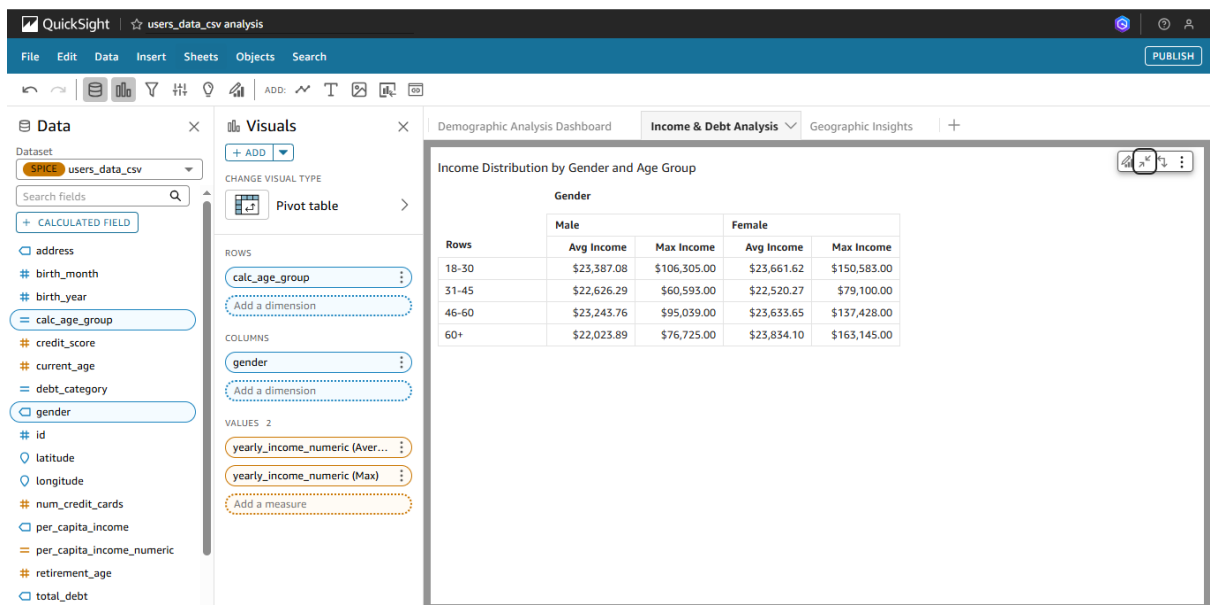 QuickSight users_data_csv analysis
File Edit Data Insert Sheets Objects Search PUBLISH
ADD:
Data
Dataset
SPICE users_data_csv
Search fields
+ CALCULATED FIELD
address
birth_month
birth_year
calc_age_group
credit_score
current_age
debt_category
gender
id
latitude
longitude
num_credit_cards
per_capita_income
per_capita_income_numeric
retirement_age
total_debt
Visuals
+ ADD
CHANGE VISUAL TYPE
Pivot table
ROWS
calc_age_group
Add a dimension
COLUMNS
gender
Add a dimension
VALUES 2
yearly_income_numeric (Aver...
yearly_income_numeric (Max)
Add a measure
Demographic Analysis Dashboard Income & Debt Analysis Geographic Insights
Income Distribution by Gender and Age Group
Gender
Male Female
Rows Avg Income Max Income Avg Income Max Income
18-30 $23,387.08 $106,305.00 $23,661.62 $150,583.00
31-45 $22,626.29 $60,593.00 $22,520.27 $79,100.00
46-60 $23,243.76 $95,039.00 $23,633.65 $137,428.00
60+ $22,023.89 $76,725.00 $23,834.10 $163,145.00